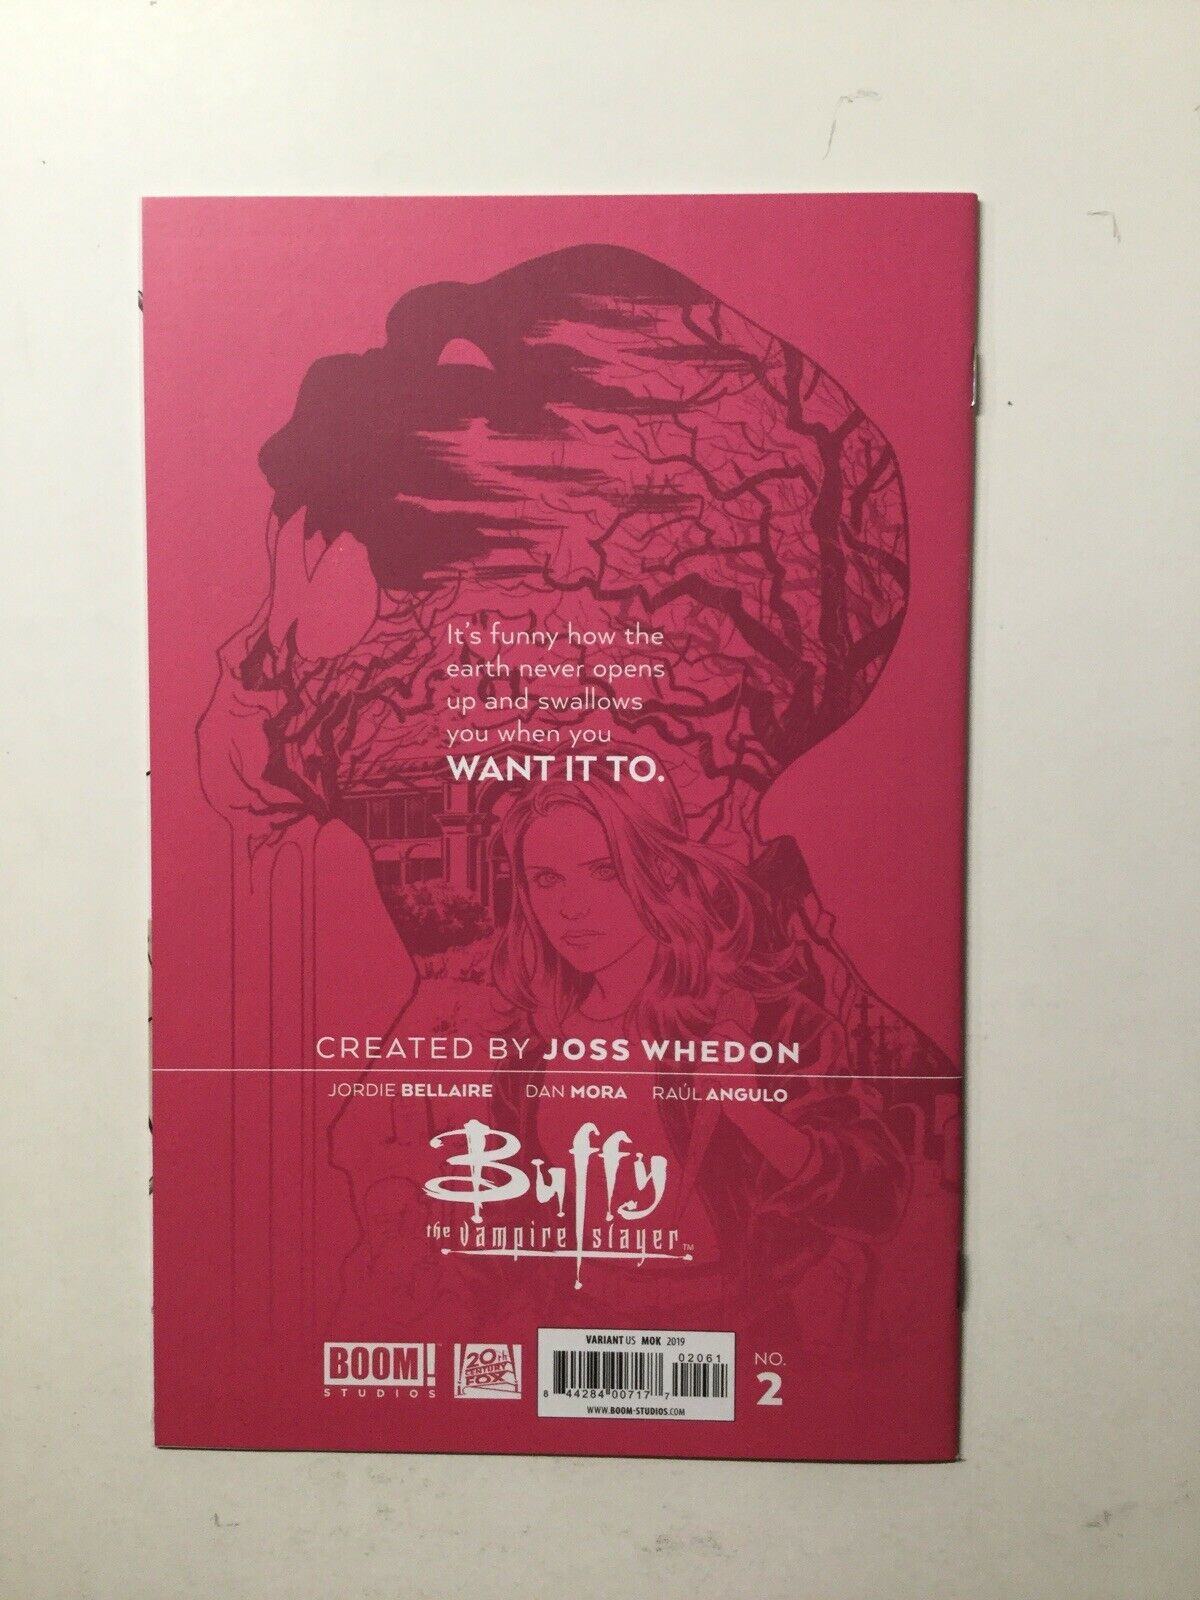 It's funny how the
earth never opens
up and swallows
you when you
WANT IT TO.
CREATED BY JOSS WHEDON
JORDIE BELLAIRE DAN MORA RAÚL ANGULO
Buffy
the vampire slayer™
BOOM!™
STUDIOS
20th
CENTURY
FOX
VARIANT US MOK 2019
02061
8 44284 00717 7
WWW.BOOM-STUDIOS.COM
NO.
2